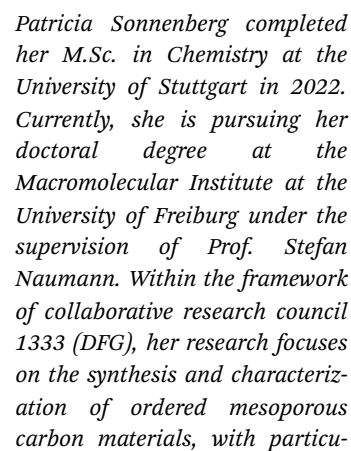 Patricia Sonnenberg completed
her M.Sc. in Chemistry at the
University of Stuttgart in 2022.
Currently, she is pursuing her
doctoral degree at the
Macromolecular Institute at the
University of Freiburg under the
supervision of Prof. Stefan
Naumann. Within the framework
of collaborative research council
1333 (DFG), her research focuses
on the synthesis and characteriz-
ation of ordered mesoporous
carbon materials, with particu-